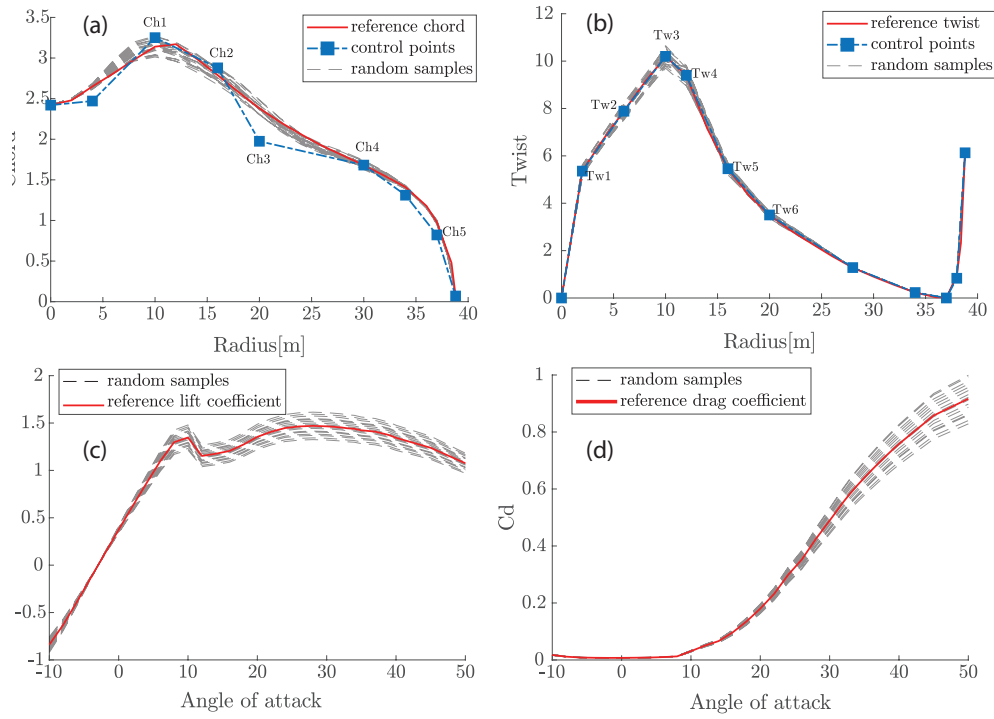 (a)
reference chord
control points
random samples
Ch1
Ch2
Ch3
Ch4
Ch5
3.5
3
2.5
2
1.5
1
0.5
0
0 5 10 15 20 25 30 35 40
Radius[m]
(b)
reference twist
control points
random samples
Tw3
Tw4
Tw2
Tw1
Tw5
Tw6
Twist
12
10
8
6
4
2
0
0 5 10 15 20 25 30 35 40
Radius[m]
(c)
random samples
reference lift coefficient
2
1.5
1
0.5
0
-0.5
-1
-10 0 10 20 30 40 50
Angle of attack
(d)
random samples
reference drag coefficient
Cd
1
0.8
0.6
0.4
0.2
0
-10 0 10 20 30 40 50
Angle of attack